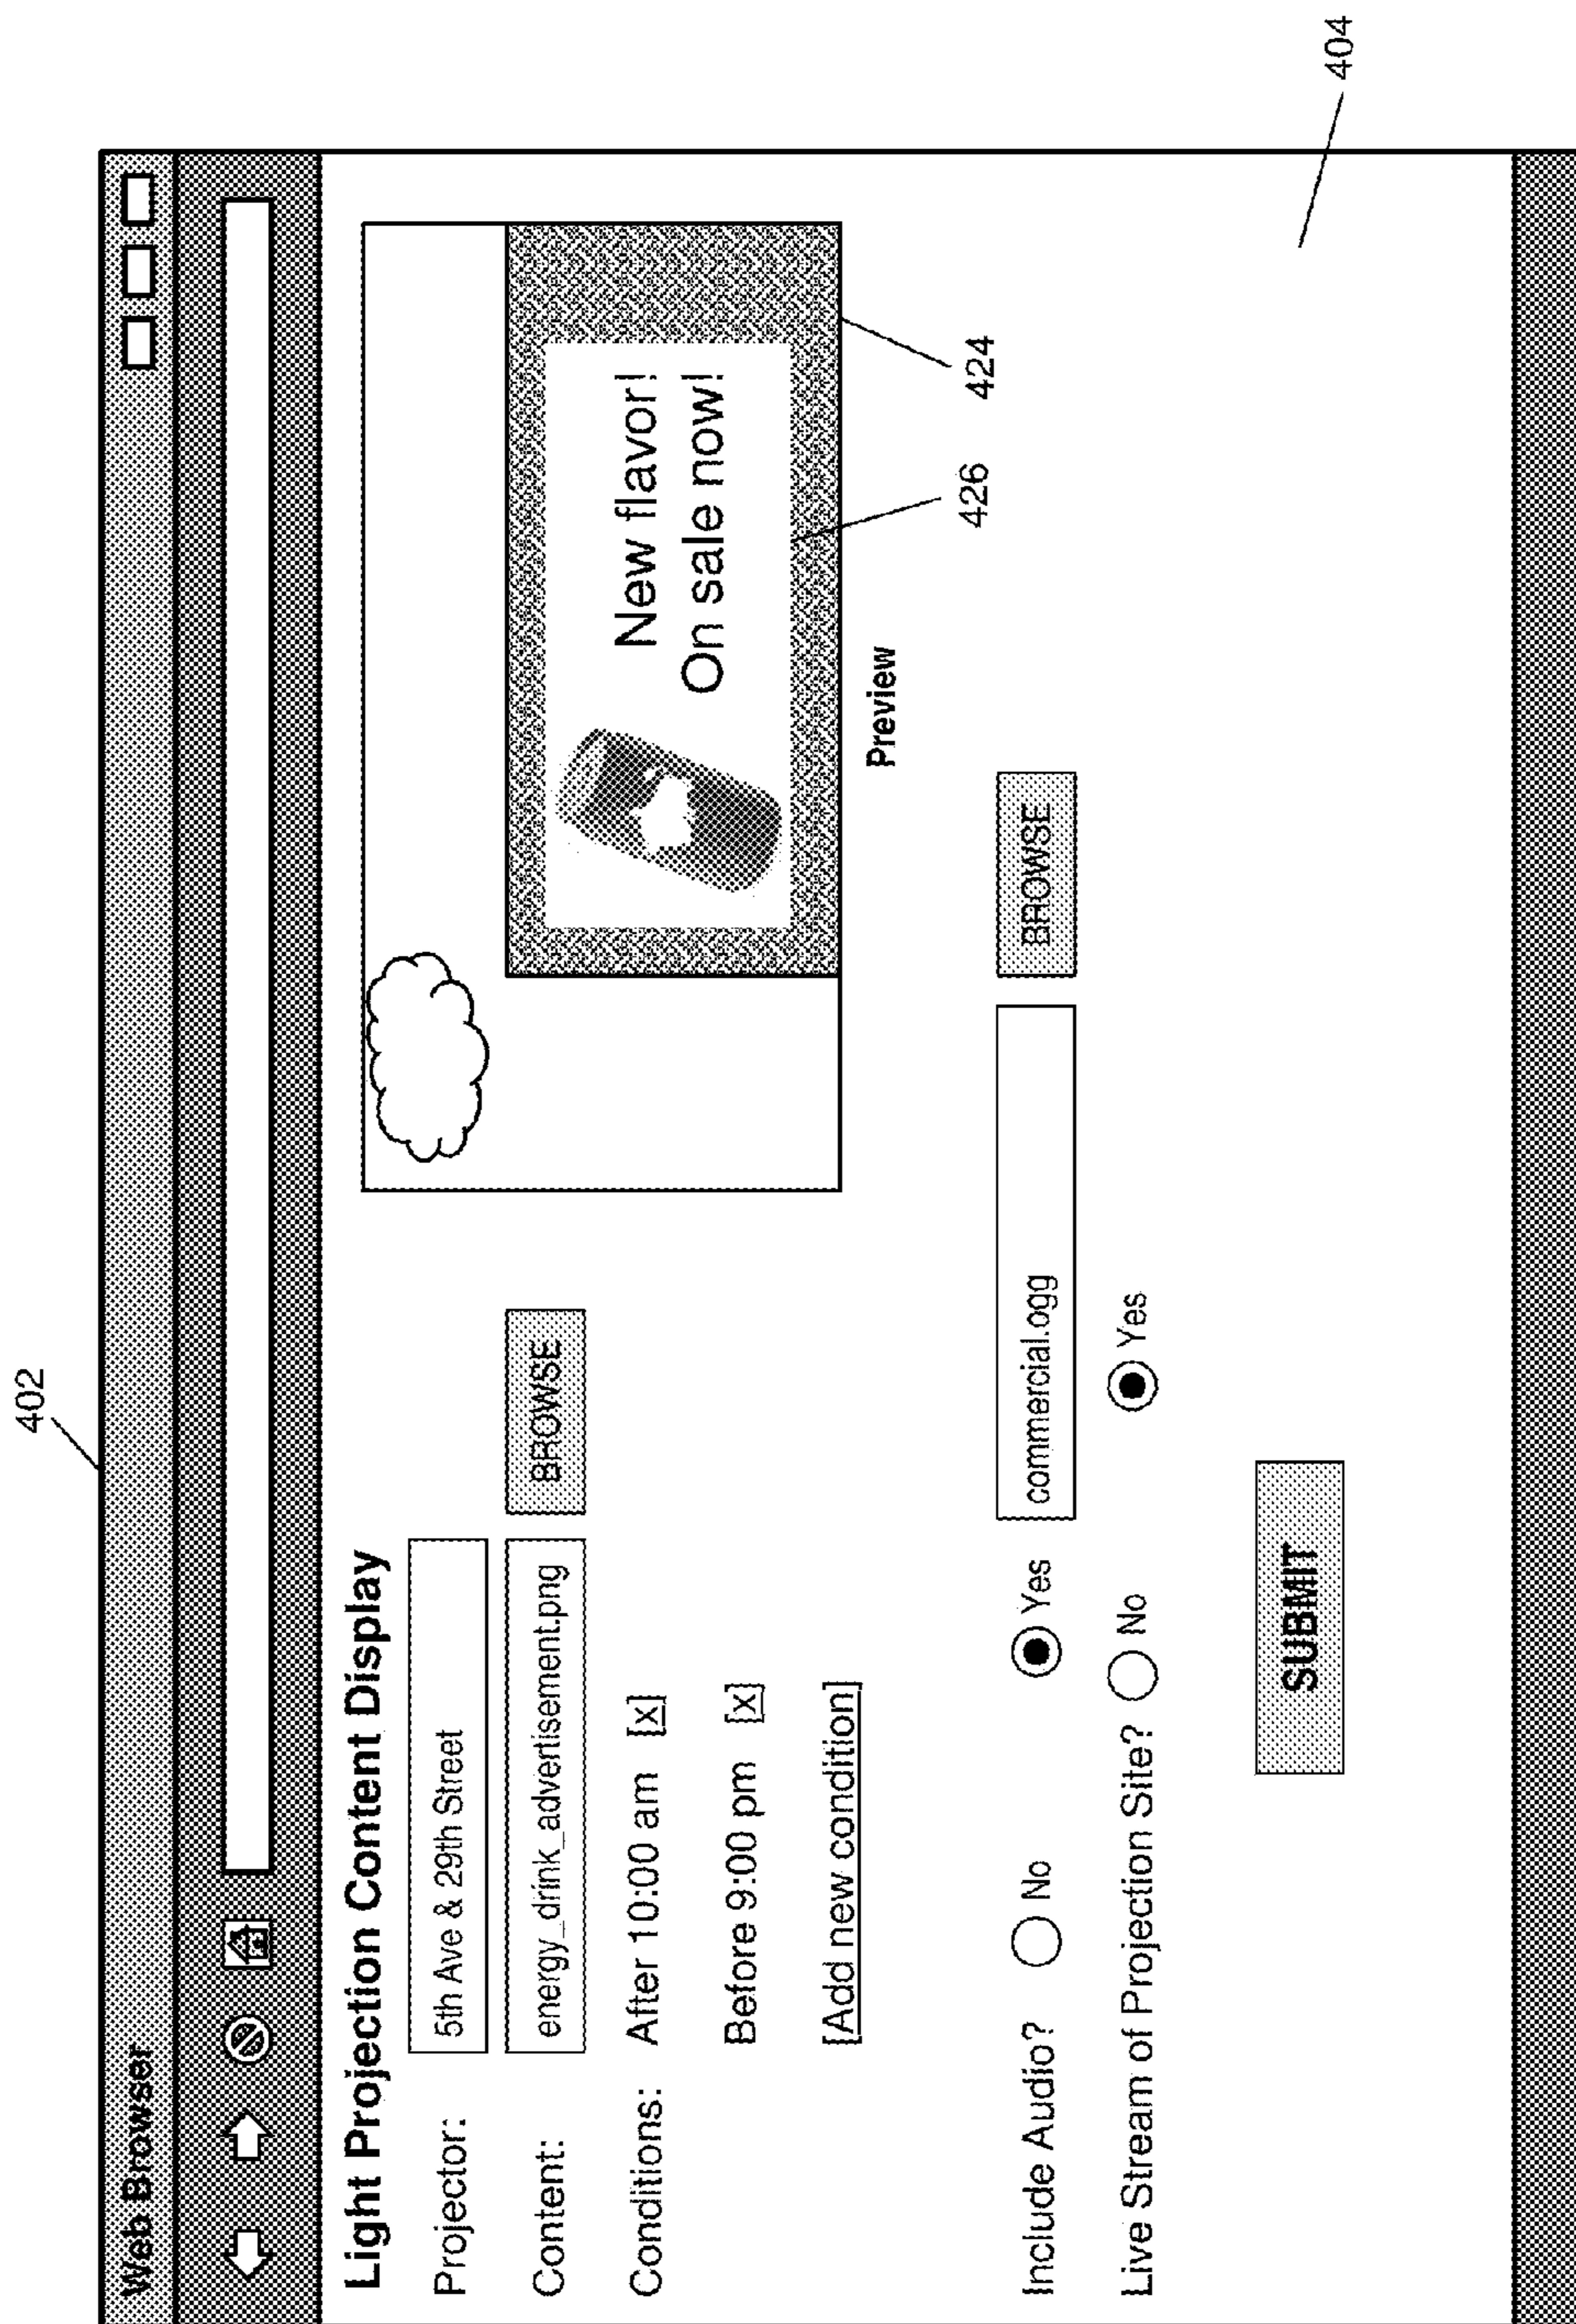 402
Web Browser
Light Projection Content Display
Projector: 5th Ave & 29th Street
Content: energy_drink_advertisement.png BROWSE
Conditions: After 10:00 am [x]
Before 9:00 pm [x]
[Add new condition]
New flavor!
On sale now!
Preview
426
424
Include Audio? No Yes commercial.ogg BROWSE
Live Stream of Projection Site? No Yes
SUBMIT
404